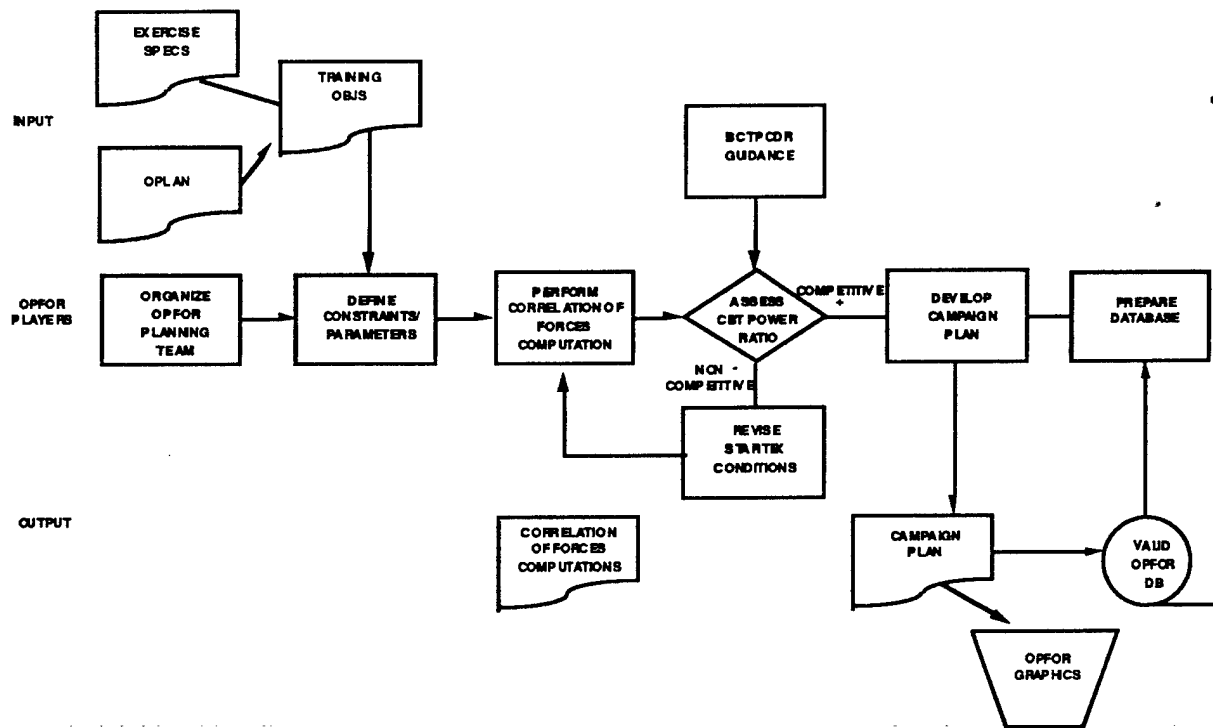 EXERCISE
SPECS
TRAINING
OBJS
INPUT
BCTPCDR
GUIDANCE
OPLAN
OPFOR
PLAYERS
ORGANIZE
OPFOR
PLANNING
TEAM
DEFINE
CONSTRAINTS/
PARAMETERS
PERFORM
CORRELATION OF
FORCES
COMPUTATION
ASSESS
CBT POWER
RATIO
COMPETITIVE
+
DEVELOP
CAMPAIGN
PLAN
PREPARE
DATABASE
NON -
COMPETITIVE
REVISE
STARTEX
CONDITIONS
OUTPUT
CORRELATION
OF FORCES
COMPUTATIONS
CAMPAIGN
PLAN
VALID
OPFOR
DB
OPFOR
GRAPHICS